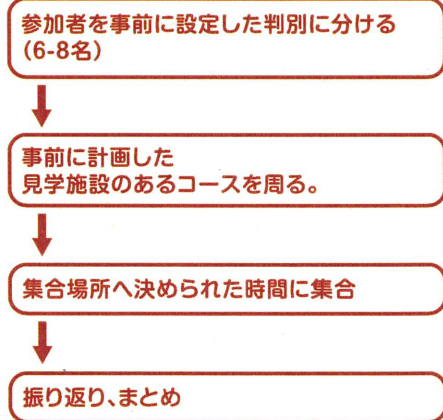 参加者を事前に設定した判別に分ける
(6-8名)
事前に計画した
見学施設のあるコースを周る。
集合場所へ決められた時間に集合
振り返り、まとめ